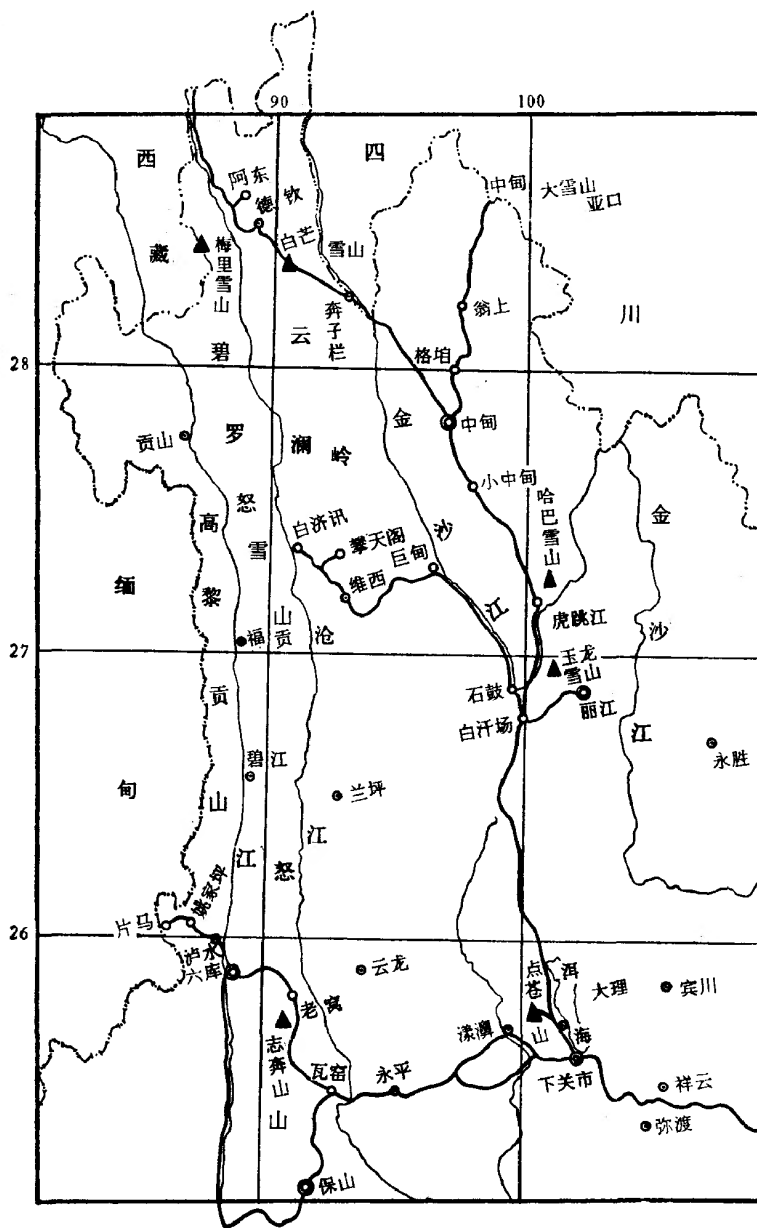 90
100
西藏
四川
云岭
缅甸
阿东
德钦
白芒雪山
梅里雪山
奔子栏
中甸大雪山亚口
翁上
格咱
中甸
小中甸
哈巴雪山
虎跳江
玉龙雪山
丽江
石鼓
白汗场
巨甸
攀天阁
维西
白济讯
28
贡山
碧罗雪山
怒江
澜沧江
金沙江
金沙江
高黎贡山
福贡
27
碧江
兰坪
永胜
怒
26
片马
姚家坪
泸水
六库
老窝
云龙
志奔山
山
瓦窑
永平
保山
漾濞
点苍山
洱海
大理
宾川
下关市
祥云
弥渡